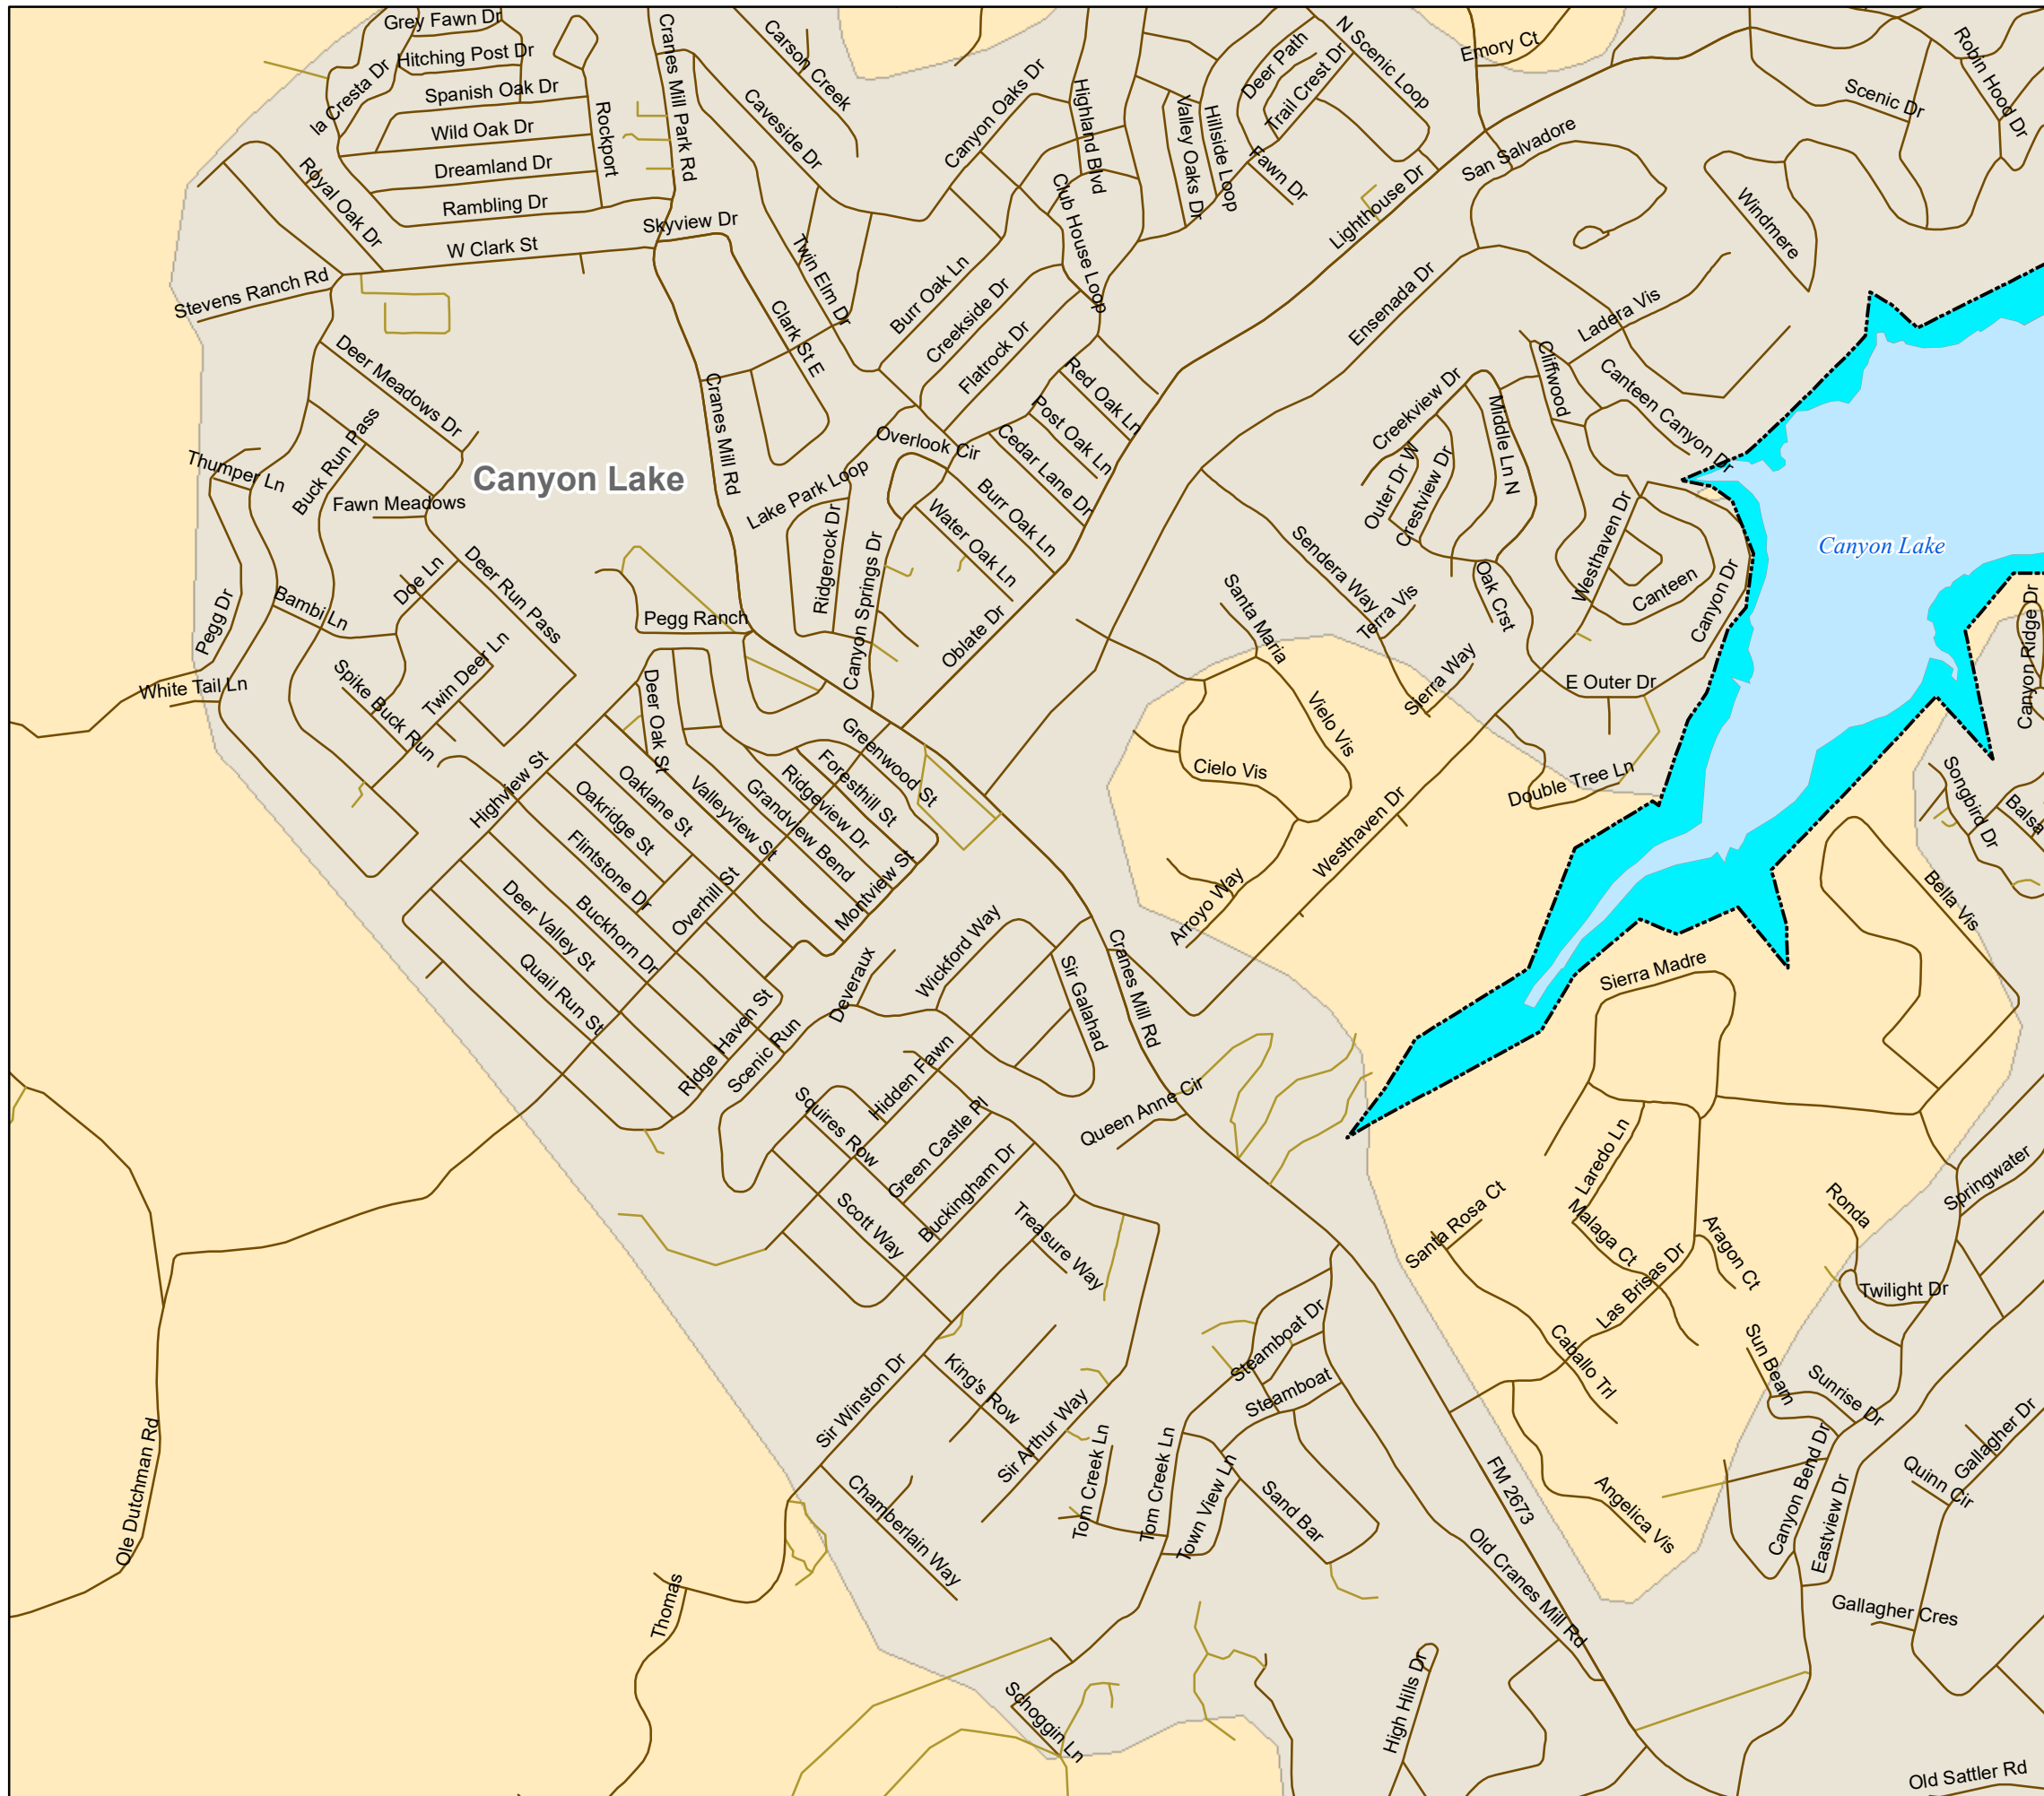 Grey Fawn Dr
Hitching Post Dr
la Cresta Dr
Spanish Oak Dr
Wild Oak Dr
Dreamland Dr
Rambling Dr
Rockport
Royal Oak Dr
W Clark St
Skyview Dr
Stevens Ranch Rd
Cranes Mill Park Rd
Carson Creek
Caveside Dr
Canyon Oaks Dr
Highland Blvd
Valley Oaks Dr
Hillside Loop
Deer Path
Trail Crest Dr
N Scenic Loop
Fawn Dr
Emory Ct
Lighthouse Dr
San Salvadore
Scenic Dr
Robin Hood Dr
Windmere
Club House Loop
Twin Elm Dr
Clark St E
Burr Oak Ln
Creekside Dr
Flatrock Dr
Red Oak Ln
Post Oak Ln
Cedar Lane Dr
Ensenada Dr
Ladera Vis
Cliffwood
Canteen Canyon Dr
Creekview Dr
Middle Ln N
Outer Dr W
Crestview Dr
Deer Meadows Dr
Buck Run Pass
Thumper Ln
Fawn Meadows
Canyon Lake
Cranes Mill Rd
Overlook Cir
Lake Park Loop
Ridgerock Dr
Canyon Springs Dr
Burr Oak Ln
Water Oak Ln
Oblate Dr
Sendera Way
Terra Vis
Sierra Way
Oak Crst
Westhaven Dr
Canteen
Canyon Dr
E Outer Dr
Canyon Lake
Canyon Ridge Dr
Pegg Dr
Bambi Ln
Doe Ln
Deer Run Pass
Twin Deer Ln
Spike Buck Run
White Tail Ln
Pegg Ranch
Santa Maria
Vielo Vis
Cielo Vis
Arroyo Way
Westhaven Dr
Double Tree Ln
Songbird Dr
Balsa
Bella Vis
Highview St
Deer Oak St
Oaklane St
Oakridge St
Flintstone Dr
Valleyview St
Grandview Bend
Ridgeview Dr
Foresthill St
Greenwood St
Montview St
Overhill St
Buckhorn Dr
Deer Valley St
Quail Run St
Ridge Haven St
Scenic Run
Deveraux
Wickford Way
Sir Galahad
Cranes Mill Rd
Queen Anne Cir
Hidden Fawn
Squires Row
Green Castle Pl
Buckingham Dr
Scott Way
Treasure Way
Sierra Madre
Laredo Ln
Malaga Ct
Santa Rosa Ct
Las Brisas Dr
Aragon Ct
Caballo Trl
Ronda
Springwater
Twilight Dr
Sun Beam
Sunrise Dr
Canyon Bend Dr
Eastview Dr
Gallagher Dr
Quinn Cir
Gallagher Cres
Angelica Vis
FM 2673
Old Cranes Mill Rd
Steamboat Dr
Steamboat
Sand Bar
Town View Ln
Tom Creek Ln
Tom Creek Ln
Sir Winston Dr
King's Row
Sir Arthur Way
Chamberlain Way
Ole Dutchman Rd
Thomas
Schoggin Ln
High Hills Dr
Old Sattler Rd